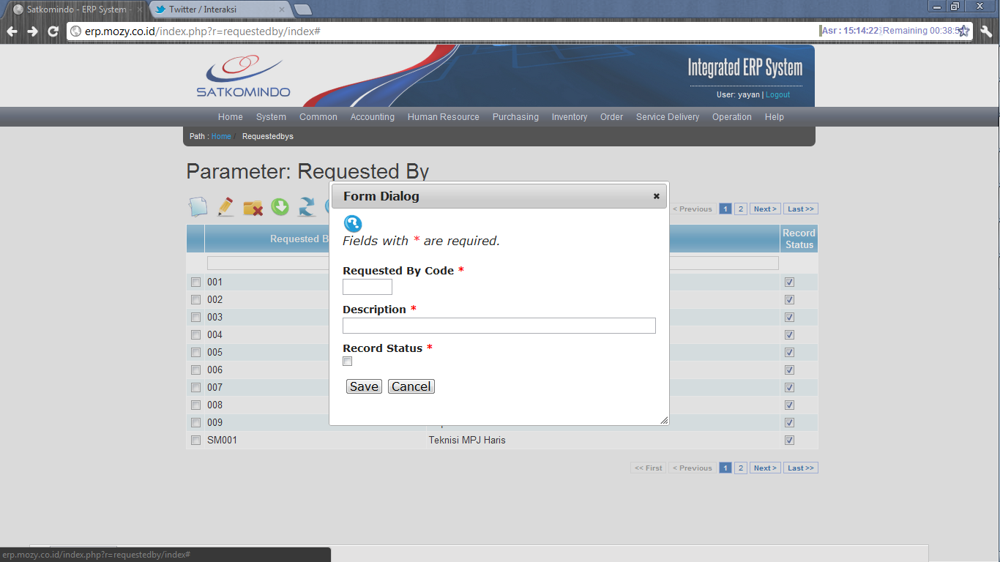 Satkomindo - ERP System -
Twitter / Interaksi
erp.mozy.co.id/index.php?r=requestedby/index#
Asr : 15:14:22 Remaining 00:38:5
SATKOMINDO
Integrated ERP System
User: yayan | Logout
Home System Common Accounting Human Resource Purchasing Inventory Order Service Delivery Operation Help
Path : Home / Requestedbys
Parameter: Requested By
Form Dialog
< Previous 1 2 Next > Last >>
Fields with * are required.
Requested B
Record
Status
Requested By Code *
Description *
Record Status *
Save Cancel
001
002
003
004
005
006
007
008
009
SM001 Teknisi MPJ Haris
<< First < Previous 1 2 Next > Last >>
erp.mozy.co.id/index.php?r=requestedby/index#